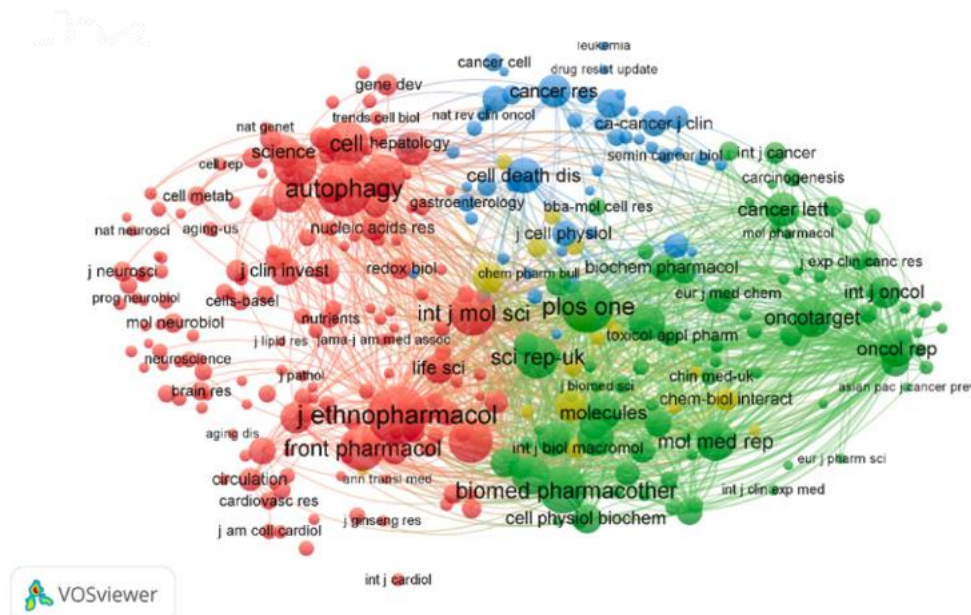 leukemia
cancer cell
drug resist update
gene dev
cancer res
nat rev clin oncol
trends cell biol
ca-cancer j clin
nat genet
cell
hepatology
science
semin cancer biol
int j cancer
cell rep
cell death dis
carcinogenesis
autophagy
cell metab
gastroenterology
bba-mol cell res
cancer lett
nat neurosci
aging-us
nucleic acids res
j cell physiol
mol pharmacol
j neurosci
j clin invest
redox biol
chem pharm bull
biochem pharmacol
j exp clin canc res
prog neurobiol
cells-basel
eur j med chem
int j oncol
mol neurobiol
nutrients
int j mol sci
plos one
oncotarget
j lipid res
jama-j am med assoc
toxicol appl pharm
neuroscience
life sci
sci rep-uk
oncol rep
brain res
j pathol
j biomed sci
chin med-uk
asian pac j cancer prev
chem-biol interact
j ethnopharmacol
molecules
aging dis
front pharmacol
int j biol macromol
mol med rep
eur j pharm sci
circulation
ann transl med
biomed pharmacother
int j clin exp med
cardiovasc res
j am coll cardiol
j ginseng res
cell physiol biochem
int j cardiol
VOSviewer